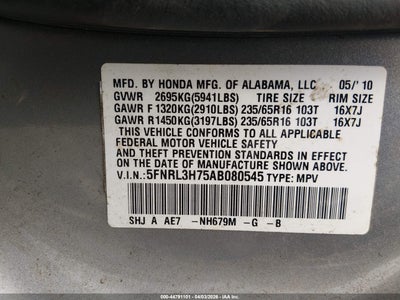 MFD. BY HONDA MFG. OF ALABAMA, LLC 05/'10
GVWR 2695KG(5941LBS) TIRE SIZE RIM SIZE
GAWR F 1320KG(2910LBS) 235/65R16 103T 16X7J
GAWR R 1450KG(3197LBS) 235/65R16 103T 16X7J
THIS VEHICLE CONFORMS TO ALL APPLICABLE
FEDERAL MOTOR VEHICLE SAFETY
AND THEFT PREVENTION STANDARDS IN EFFECT
ON THE DATE OF MANUFACTURE SHOWN ABOVE.
V.I.N.: 5FNRL3H75AB080545 TYPE: MPV
SHJ A AE7 -NH679M -G -B
000-44791101 - 04/03/2026 - IAA